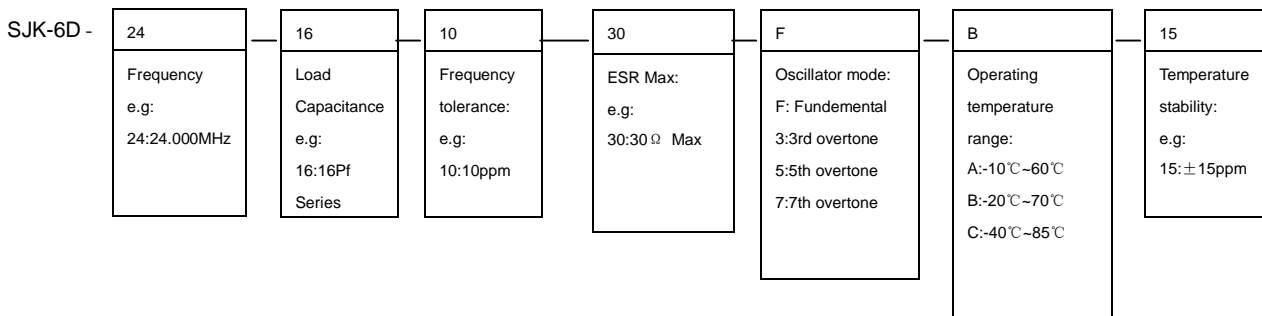 SJK-6D -
24
Frequency
e.g:
24:24.000MHz
16
Load
Capacitance
e.g:
16:16Pf
Series
10
Frequency
tolerance:
e.g:
10:10ppm
30
ESR Max:
e.g:
30:30Ω Max
F
Oscillator mode:
F: Fundemental
3:3rd overtone
5:5th overtone
7:7th overtone
B
Operating
temperature
range:
A:-10℃~60℃
B:-20℃~70℃
C:-40℃~85℃
15
Temperature
stability:
e.g:
15:±15ppm